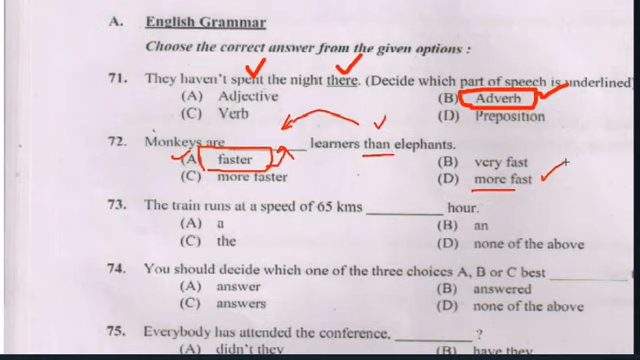 A. English Grammar
Choose the correct answer from the given options :
71. They haven't spent the night there. (Decide which part of speech is underlined)
(A) Adjective (B) Adverb
(C) Verb (D) Preposition
72. Monkeys are ______ learners than elephants.
(A) faster (B) very fast
(C) more faster (D) more fast
73. The train runs at a speed of 65 kms ________ hour.
(A) a (B) an
(C) the (D) none of the above
74. You should decide which one of the three choices A, B or C best ________
(A) answer (B) answered
(C) answers (D) none of the above
75. Everybody has attended the conference, ________ ?
(A) didn't they (B) have they